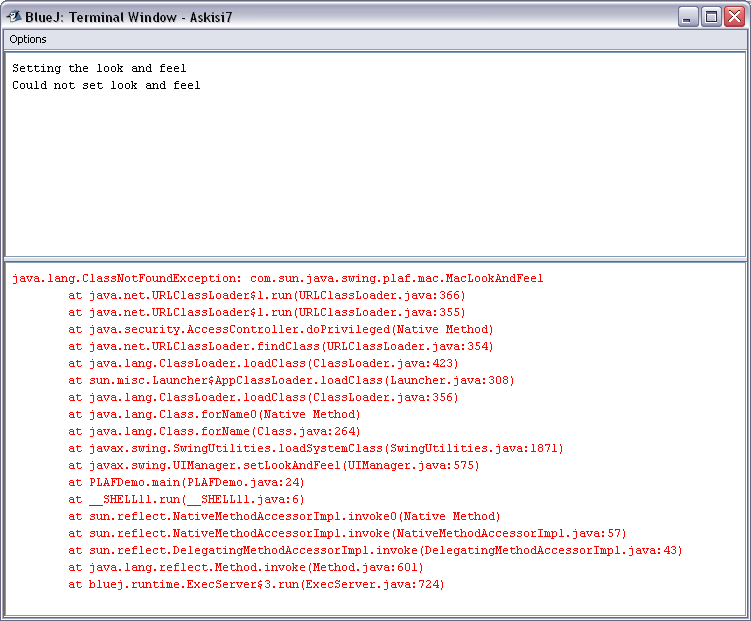 BlueJ: Terminal Window - Askisi7
Options
Setting the look and feel
Could not set look and feel
java.lang.ClassNotFoundException: com.sun.java.swing.plaf.mac.MacLookAndFeel
at java.net.URLClassLoader$1.run(URLClassLoader.java:366)
at java.net.URLClassLoader$1.run(URLClassLoader.java:355)
at java.security.AccessController.doPrivileged(Native Method)
at java.net.URLClassLoader.findClass(URLClassLoader.java:354)
at java.lang.ClassLoader.loadClass(ClassLoader.java:423)
at sun.misc.Launcher$AppClassLoader.loadClass(Launcher.java:308)
at java.lang.ClassLoader.loadClass(ClassLoader.java:356)
at java.lang.Class.forName0(Native Method)
at java.lang.Class.forName(Class.java:264)
at javax.swing.SwingUtilities.loadSystemClass(SwingUtilities.java:1871)
at javax.swing.UIManager.setLookAndFeel(UIManager.java:575)
at PLAFDemo.main(PLAFDemo.java:24)
at __SHELL11.run(__SHELL11.java:6)
at sun.reflect.NativeMethodAccessorImpl.invoke0(Native Method)
at sun.reflect.NativeMethodAccessorImpl.invoke(NativeMethodAccessorImpl.java:57)
at sun.reflect.DelegatingMethodAccessorImpl.invoke(DelegatingMethodAccessorImpl.java:43)
at java.lang.reflect.Method.invoke(Method.java:601)
at bluej.runtime.ExecServer$3.run(ExecServer.java:724)